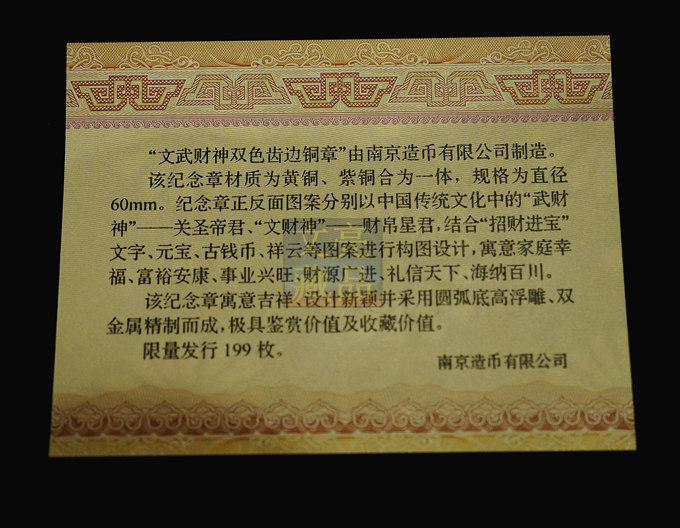 “文武财神双色齿边铜章”由南京造币有限公司制造。
该纪念章材质为黄铜、紫铜合为一体，规格为直径
60mm。纪念章正反面图案分别以中国传统文化中的“武财
神”——关圣帝君、“文财神”——财帛星君，结合“招财进宝”
文字、元宝、古钱币、祥云等图案进行构图设计，寓意家庭幸
福、富裕安康、事业兴旺、财源广进、礼信天下、海纳百川。
该纪念章寓意吉祥，设计新颖并采用圆弧底高浮雕、双
金属精制而成，极具鉴赏价值及收藏价值。
限量发行 199 枚。
南京造币有限公司